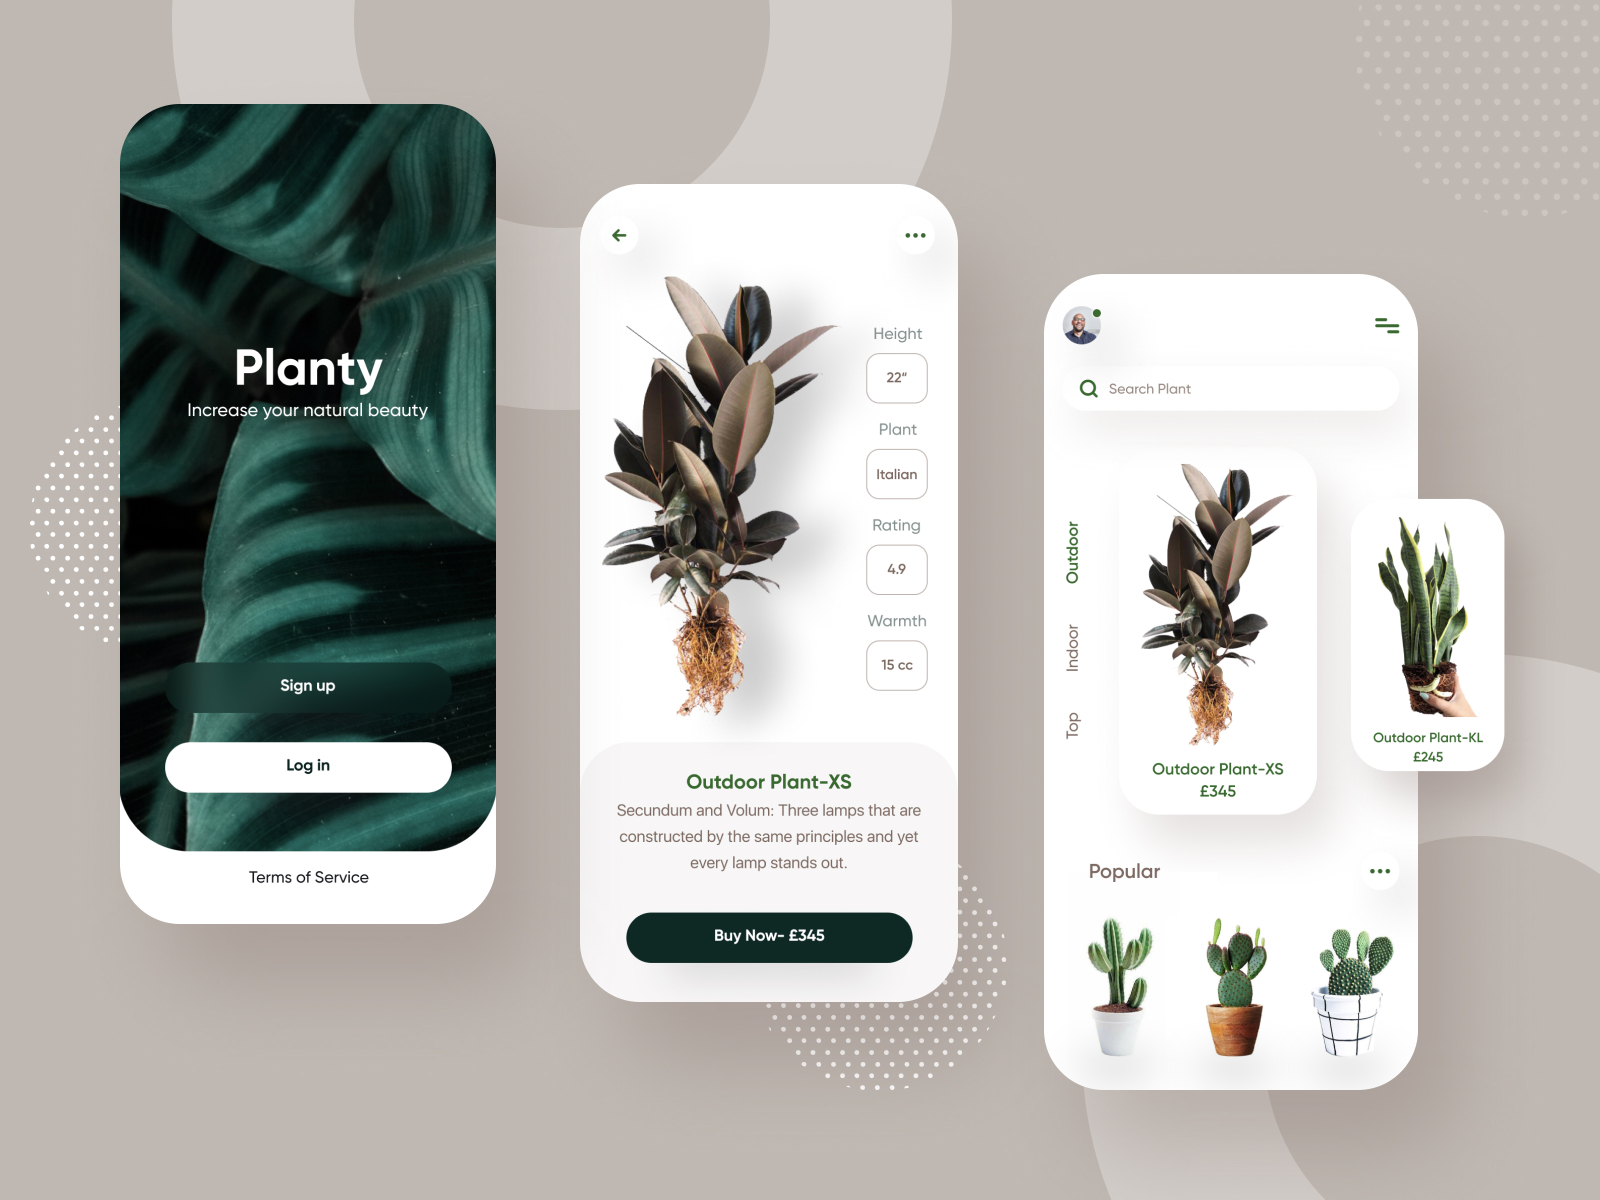 Planty
Increase your natural beauty
Sign up
Log in
Terms of Service
Height
22“
Plant
Italian
Rating
4.9
Warmth
15 cc
Outdoor Plant-XS
Secundum and Volum: Three lamps that are
constructed by the same principles and yet
every lamp stands out.
Buy Now- £345
Search Plant
Outdoor
Indoor
Top
Outdoor Plant-XS
£345
Outdoor Plant-KL
£245
Popular